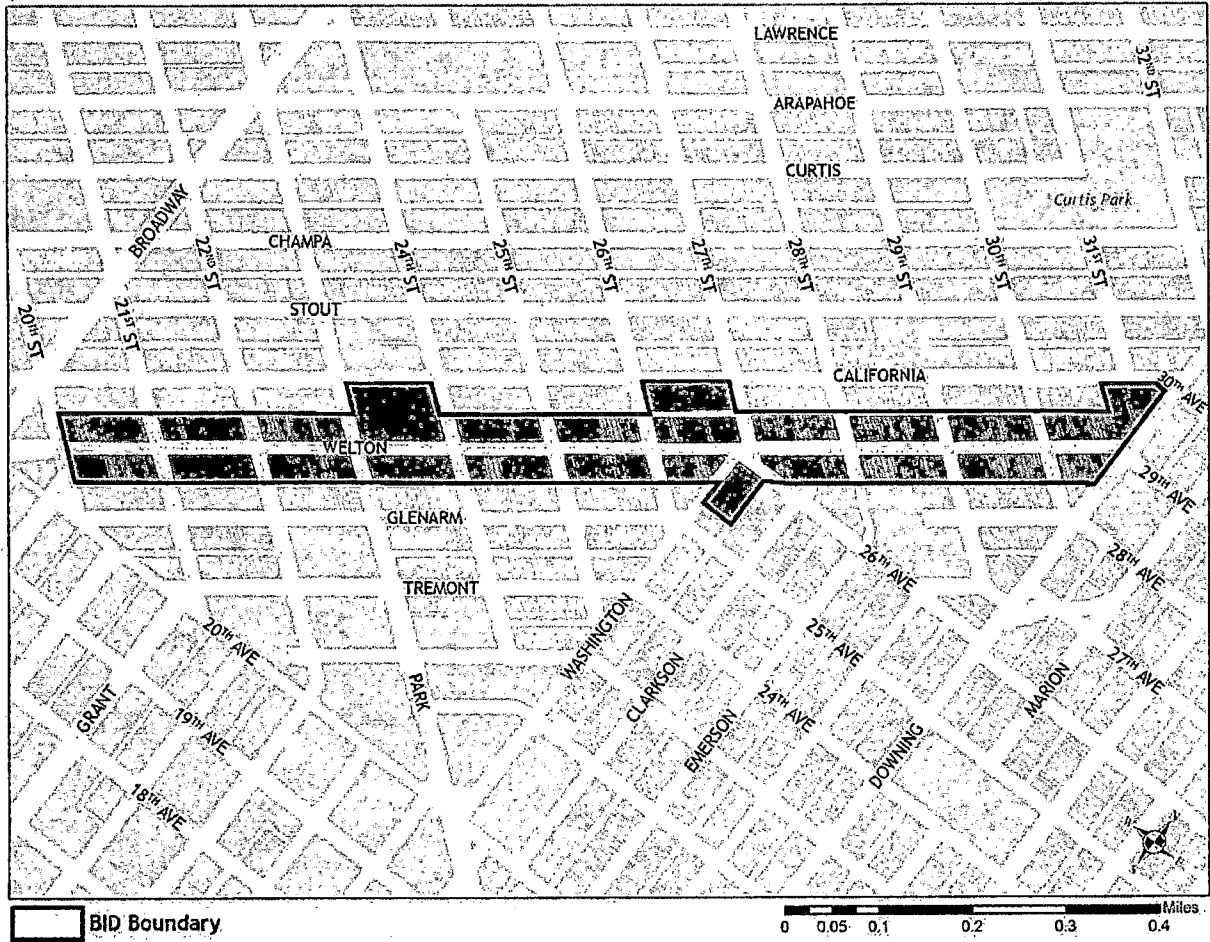 LAWRENCE
32ND ST
ARAPAHOE
CURTIS
Curtis Park
BROADWAY
22ND ST
CHAMPA
24TH ST
25TH ST
26TH ST
27TH ST
28TH ST
29TH ST
30TH ST
31ST ST
20TH ST
21ST ST
STOUT
CALIFORNIA
30TH AVE
WELTON
29TH AVE
GLENARM
26TH AVE
28TH AVE
TREMONT
WASHINGTON
20TH AVE
25TH AVE
27TH AVE
GRANT
PARK
CLARKSON
MARION
19TH AVE
24TH AVE
EMERSON
DOWNING
18TH AVE
S
BID Boundary
Miles
0 0.05 0.1 0.2 0.3 0.4